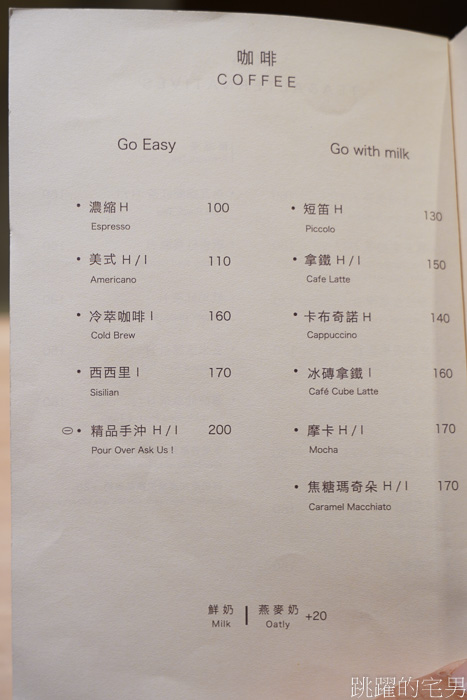 咖啡
COFFEE
Go Easy
• 濃縮 H 100
Espresso
• 美式 H / I 110
Americano
• 冷萃咖啡 I 160
Cold Brew
• 西西里 I 170
Sisilian
• 精品手沖 H / I 200
Pour Over Ask Us !
Go with milk
• 短笛 H 130
Piccolo
• 拿鐵 H / I 150
Cafe Latte
• 卡布奇諾 H 140
Cappuccino
• 冰磚拿鐵 I 160
Café Cube Latte
• 摩卡 H / I 170
Mocha
• 焦糖瑪奇朵 H / I 170
Caramel Macchiato
鮮奶 | 燕麥奶 +20
Milk Oatly
跳躍的宅男